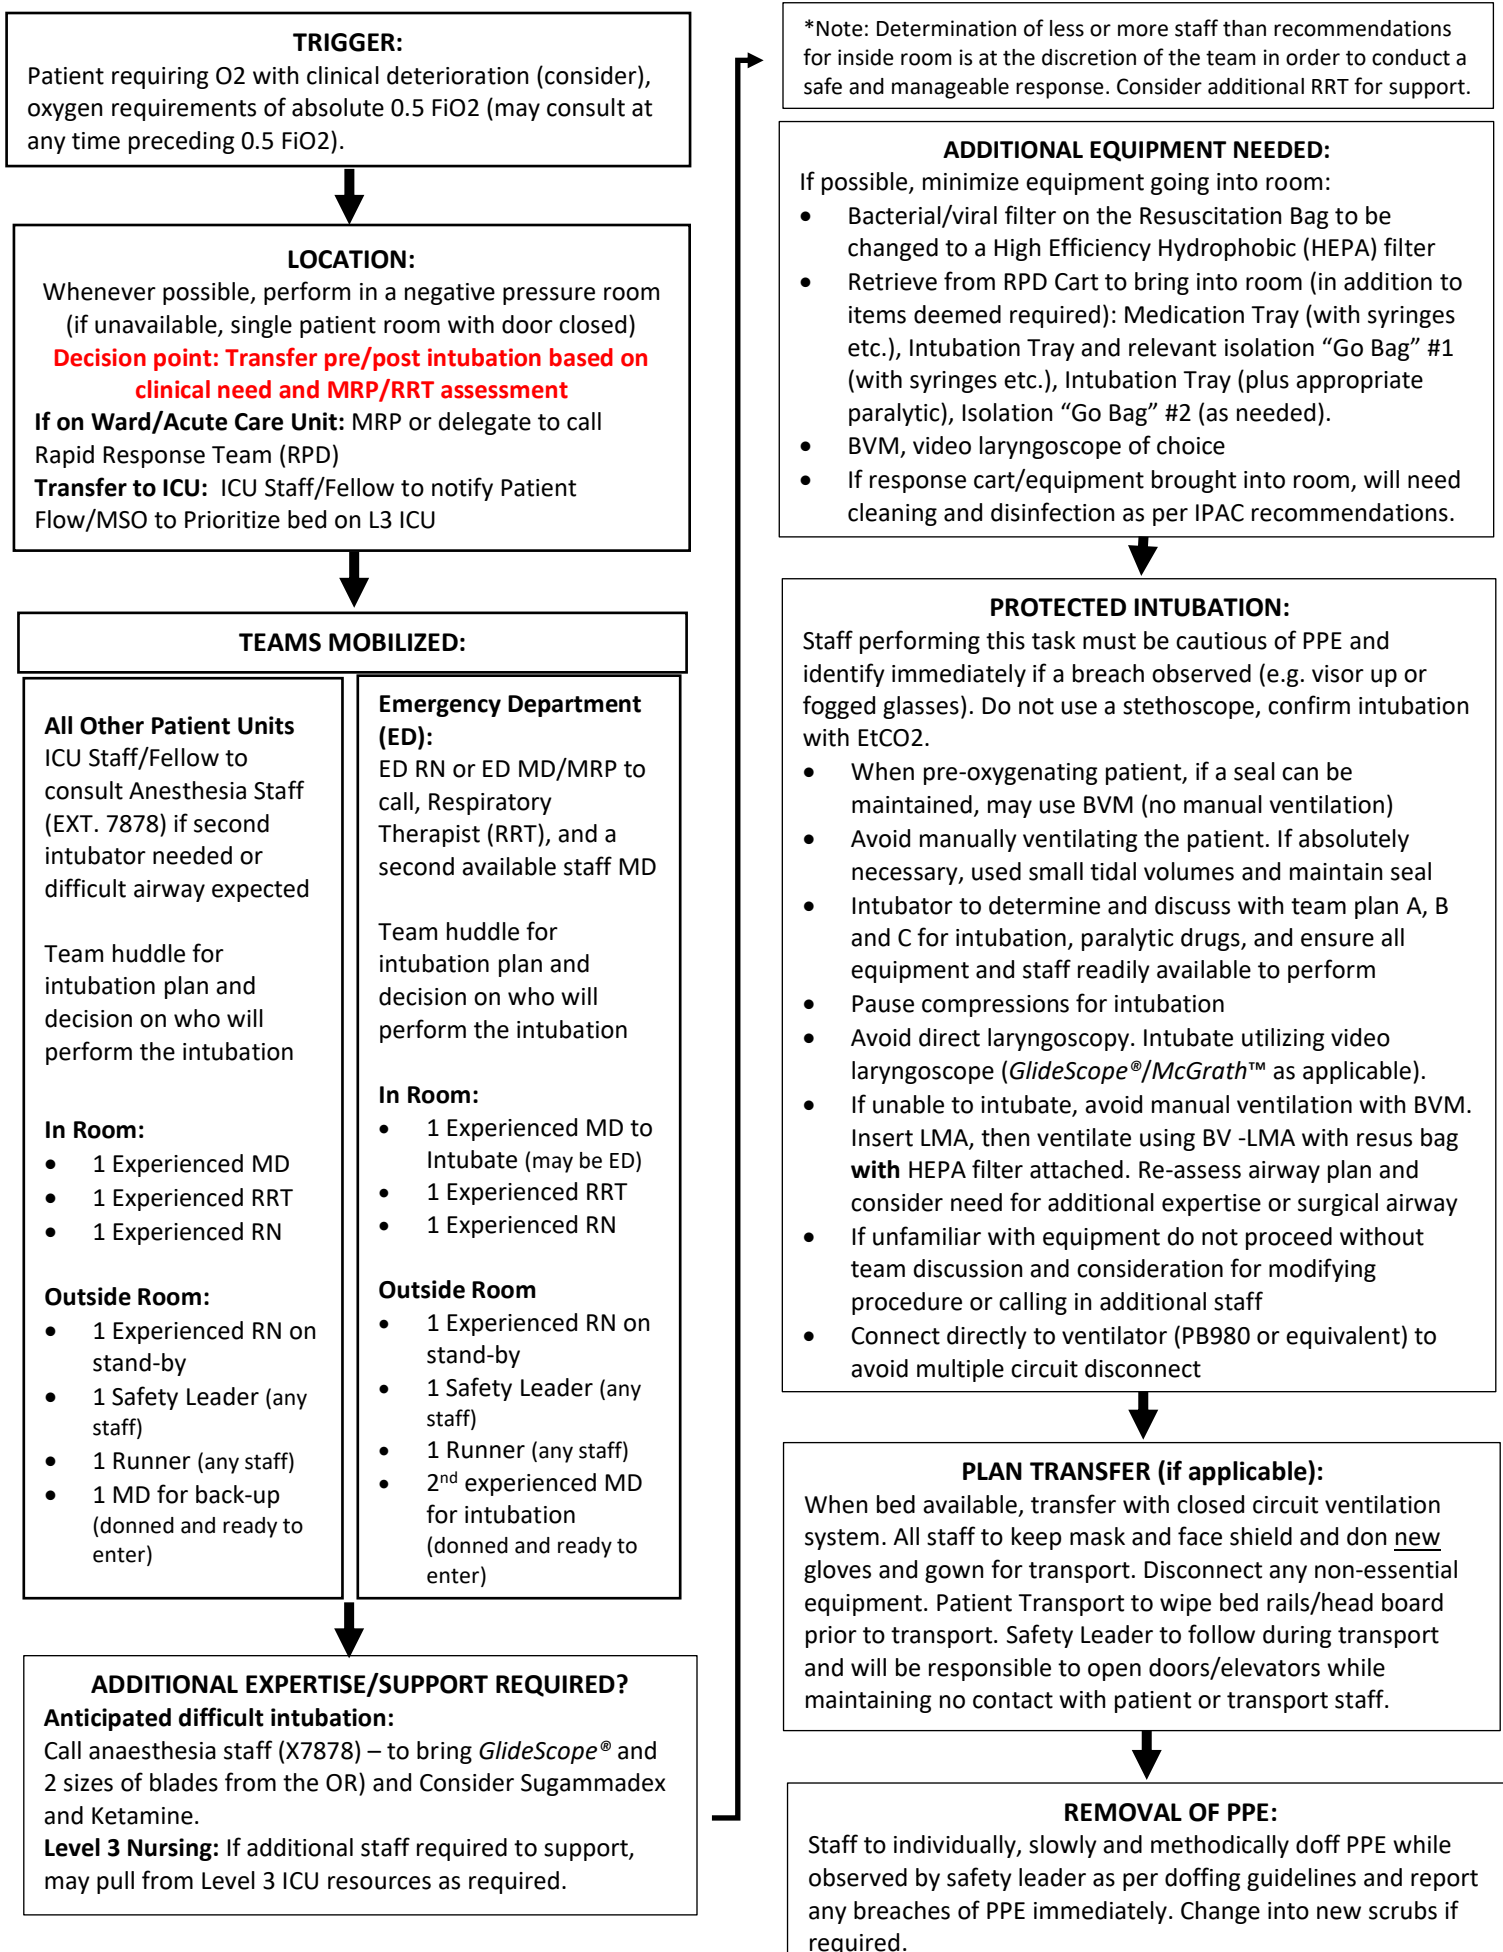 TRIGGER:
Patient requiring O2 with clinical deterioration (consider),
oxygen requirements of absolute 0.5 FiO2 (may consult at
any time preceding 0.5 FiO2).
LOCATION:
Whenever possible, perform in a negative pressure room
(if unavailable, single patient room with door closed)
Decision point: Transfer pre/post intubation based on
clinical need and MRP/RRT assessment
If on Ward/Acute Care Unit: MRP or delegate to call
Rapid Response Team (RPD)
Transfer to ICU: ICU Staff/Fellow to notify Patient
Flow/MSO to Prioritize bed on L3 ICU
TEAMS MOBILIZED:
All Other Patient Units
ICU Staff/Fellow to
consult Anesthesia Staff
(EXT. 7878) if second
intubator needed or
difficult airway expected
Team huddle for
intubation plan and
decision on who will
perform the intubation
In Room:
• 1 Experienced MD
• 1 Experienced RRT
• 1 Experienced RN
Outside Room:
• 1 Experienced RN on
stand-by
• 1 Safety Leader (any
staff)
• 1 Runner (any staff)
• 1 MD for back-up
(donned and ready to
enter)
Emergency Department
(ED):
ED RN or ED MD/MRP to
call, Respiratory
Therapist (RRT), and a
second available staff MD
Team huddle for
intubation plan and
decision on who will
perform the intubation
In Room:
• 1 Experienced MD to
Intubate (may be ED)
• 1 Experienced RRT
• 1 Experienced RN
Outside Room
• 1 Experienced RN on
stand-by
• 1 Safety Leader (any
staff)
• 1 Runner (any staff)
• 2nd experienced MD
for intubation
(donned and ready to
enter)
ADDITIONAL EXPERTISE/SUPPORT REQUIRED?
Anticipated difficult intubation:
Call anaesthesia staff (X7878) – to bring GlideScope® and
2 sizes of blades from the OR) and Consider Sugammadex
and Ketamine.
Level 3 Nursing: If additional staff required to support,
may pull from Level 3 ICU resources as required.
*Note: Determination of less or more staff than recommendations
for inside room is at the discretion of the team in order to conduct a
safe and manageable response. Consider additional RRT for support.
ADDITIONAL EQUIPMENT NEEDED:
If possible, minimize equipment going into room:
• Bacterial/viral filter on the Resuscitation Bag to be
changed to a High Efficiency Hydrophobic (HEPA) filter
• Retrieve from RPD Cart to bring into room (in addition to
items deemed required): Medication Tray (with syringes
etc.), Intubation Tray and relevant isolation “Go Bag” #1
(with syringes etc.), Intubation Tray (plus appropriate
paralytic), Isolation “Go Bag” #2 (as needed).
• BVM, video laryngoscope of choice
• If response cart/equipment brought into room, will need
cleaning and disinfection as per IPAC recommendations.
PROTECTED INTUBATION:
Staff performing this task must be cautious of PPE and
identify immediately if a breach observed (e.g. visor up or
fogged glasses). Do not use a stethoscope, confirm intubation
with EtCO2.
• When pre-oxygenating patient, if a seal can be
maintained, may use BVM (no manual ventilation)
• Avoid manually ventilating the patient. If absolutely
necessary, used small tidal volumes and maintain seal
• Intubator to determine and discuss with team plan A, B
and C for intubation, paralytic drugs, and ensure all
equipment and staff readily available to perform
• Pause compressions for intubation
• Avoid direct laryngoscopy. Intubate utilizing video
laryngoscope (GlideScope®/McGrath™ as applicable).
• If unable to intubate, avoid manual ventilation with BVM.
Insert LMA, then ventilate using BV -LMA with resus bag
with HEPA filter attached. Re-assess airway plan and
consider need for additional expertise or surgical airway
• If unfamiliar with equipment do not proceed without
team discussion and consideration for modifying
procedure or calling in additional staff
• Connect directly to ventilator (PB980 or equivalent) to
avoid multiple circuit disconnect
PLAN TRANSFER (if applicable):
When bed available, transfer with closed circuit ventilation
system. All staff to keep mask and face shield and don new
gloves and gown for transport. Disconnect any non-essential
equipment. Patient Transport to wipe bed rails/head board
prior to transport. Safety Leader to follow during transport
and will be responsible to open doors/elevators while
maintaining no contact with patient or transport staff.
REMOVAL OF PPE:
Staff to individually, slowly and methodically doff PPE while
observed by safety leader as per doffing guidelines and report
any breaches of PPE immediately. Change into new scrubs if
required.